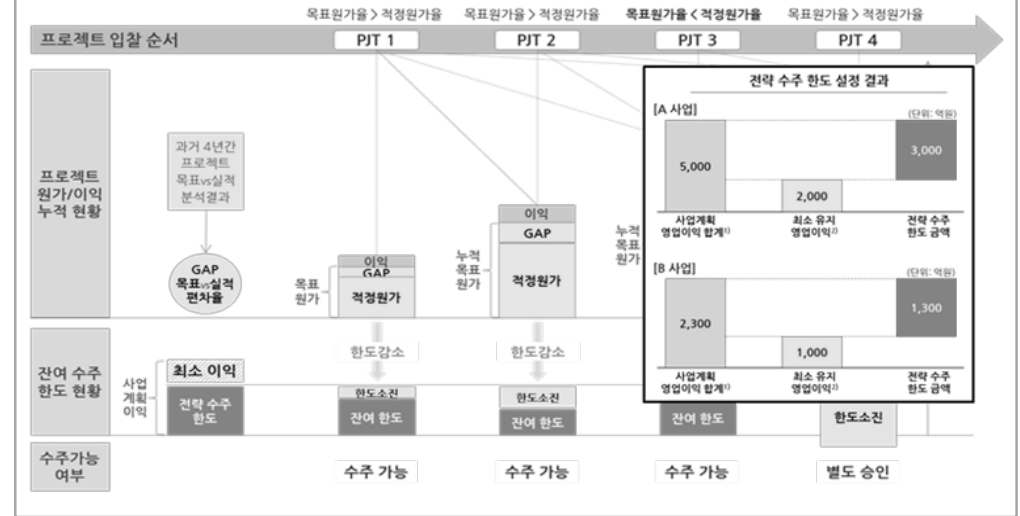 목표원가율 > 적정원가율
목표원가율 > 적정원가율
목표원가율 < 적정원가율
목표원가율 > 적정원가율
프로젝트 입찰 순서
PJT 1
PJT 2
PJT 3
PJT 4
프로젝트
원가/이익
누적 현황
과거 4년간
프로젝트
목표vs실적
분석결과
GAP
목표vs실적
편차율
목표
원가
이익
GAP
적정원가
누적
목표
원가
이익
GAP
적정원가
누적
목표
원가
전략 수주 한도 설정 결과
[A 사업]
(단위: 억원)
5,000
2,000
3,000
사업계획
영업이익 합계1)
최소 유지
영업이익2)
전략 수주
한도 금액
[B 사업]
(단위: 억원)
2,300
1,000
1,300
사업계획
영업이익 합계1)
최소 유지
영업이익2)
전략 수주
한도 금액
한도감소
한도감소
잔여 수주
한도 현황
사업
계획
이익
최소 이익
전략 수주
한도
한도소진
잔여 한도
한도소진
잔여 한도
잔여 한도
한도소진
수주가능
여부
수주 가능
수주 가능
수주 가능
별도 승인